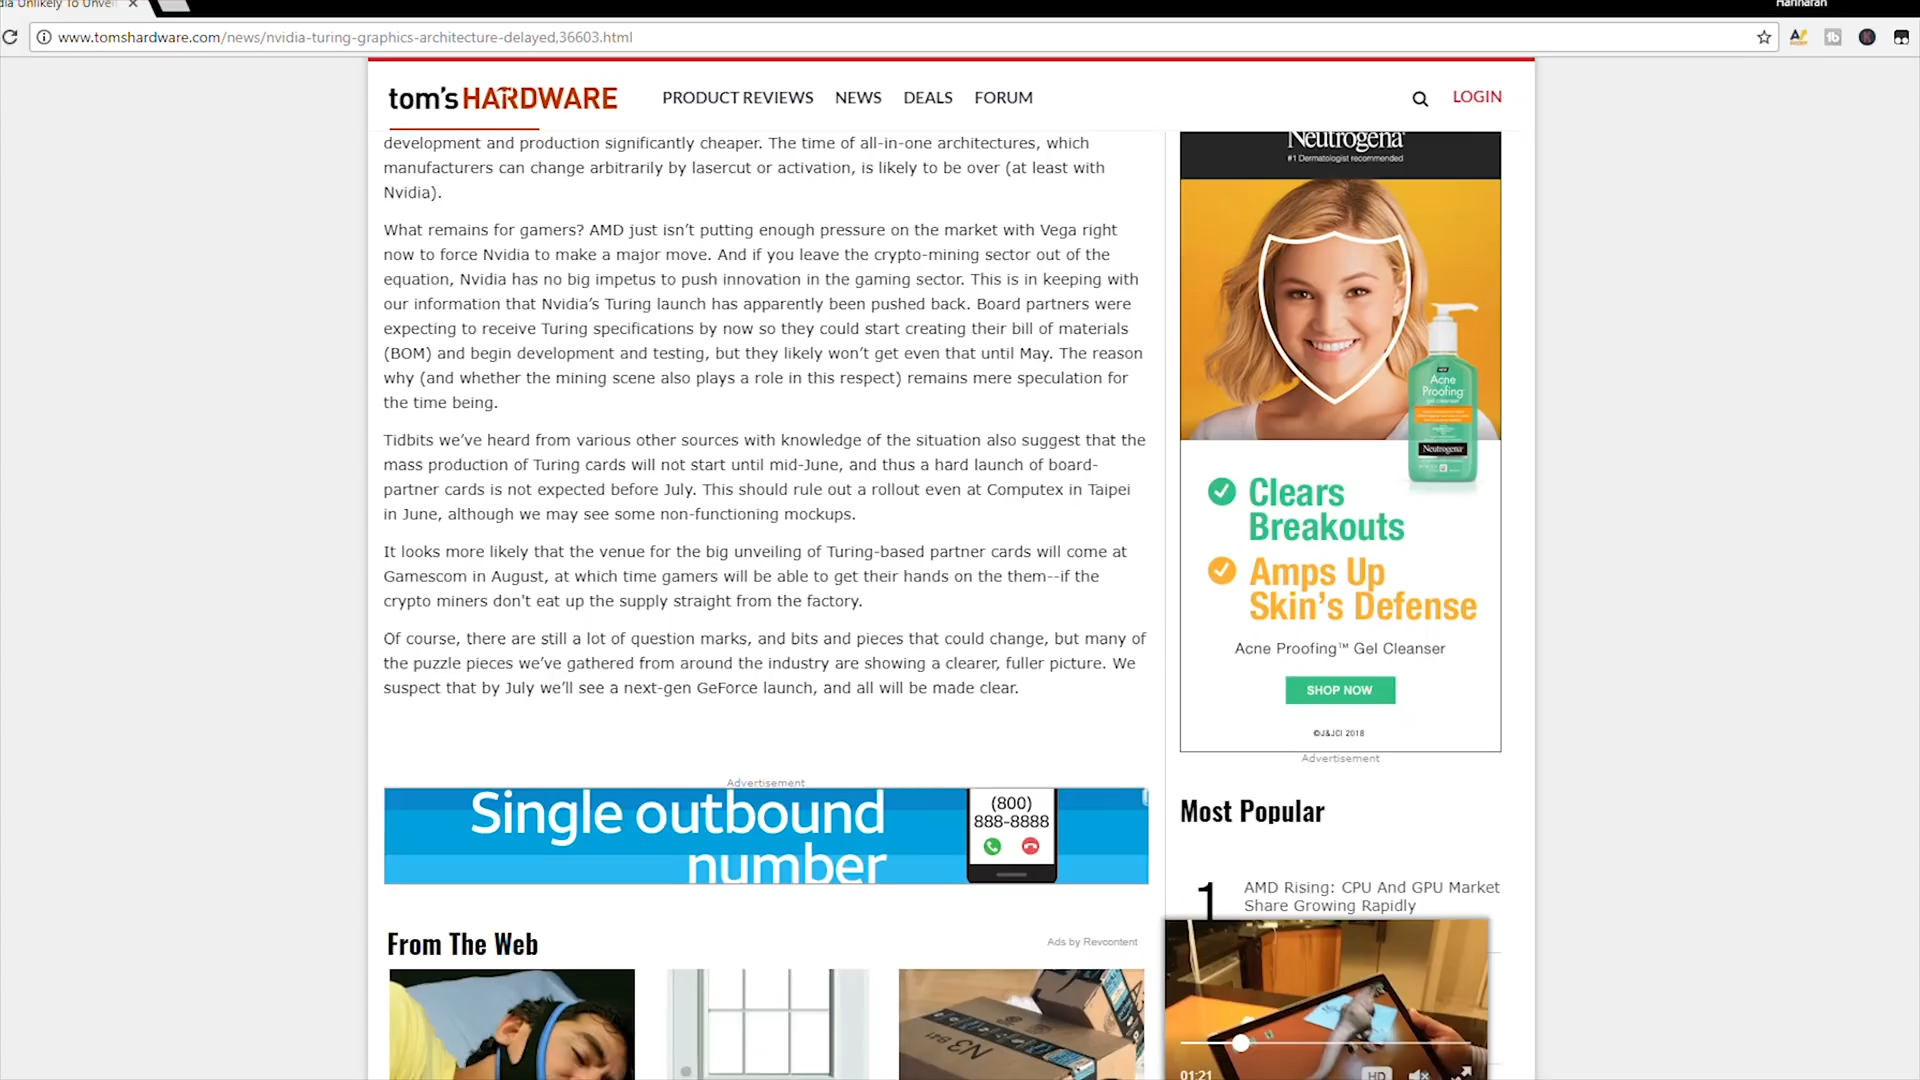 dia Unlikely To Unvei
Hariharan
www.tomshardware.com/news/nvidia-turing-graphics-architecture-delayed,36603.html
tom's HARDWARE
PRODUCT REVIEWS NEWS DEALS FORUM
LOGIN
development and production significantly cheaper. The time of all-in-one architectures, which
manufacturers can change arbitrarily by lasercut or activation, is likely to be over (at least with
Nvidia).
What remains for gamers? AMD just isn’t putting enough pressure on the market with Vega right
now to force Nvidia to make a major move. And if you leave the crypto-mining sector out of the
equation, Nvidia has no big impetus to push innovation in the gaming sector. This is in keeping with
our information that Nvidia’s Turing launch has apparently been pushed back. Board partners were
expecting to receive Turing specifications by now so they could start creating their bill of materials
(BOM) and begin development and testing, but they likely won’t get even that until May. The reason
why (and whether the mining scene also plays a role in this respect) remains mere speculation for
the time being.
Tidbits we’ve heard from various other sources with knowledge of the situation also suggest that the
mass production of Turing cards will not start until mid-June, and thus a hard launch of board-
partner cards is not expected before July. This should rule out a rollout even at Computex in Taipei
in June, although we may see some non-functioning mockups.
It looks more likely that the venue for the big unveiling of Turing-based partner cards will come at
Gamescom in August, at which time gamers will be able to get their hands on the them--if the
crypto miners don't eat up the supply straight from the factory.
Of course, there are still a lot of question marks, and bits and pieces that could change, but many of
the puzzle pieces we’ve gathered from around the industry are showing a clearer, fuller picture. We
suspect that by July we’ll see a next-gen GeForce launch, and all will be made clear.
Advertisement
Single outbound
number
(800)
888-8888
From The Web
Ads by Revcontent
N3 B41
Neutrogena
#1 Dermatologist recommended
Acne
Proofing
gel cleanser
Neutrogena
Clears
Breakouts
Amps Up
Skin’s Defense
Acne Proofing™ Gel Cleanser
SHOP NOW
©J&JCI 2018
Advertisement
Most Popular
1
AMD Rising: CPU And GPU Market
Share Growing Rapidly
01:21
HD